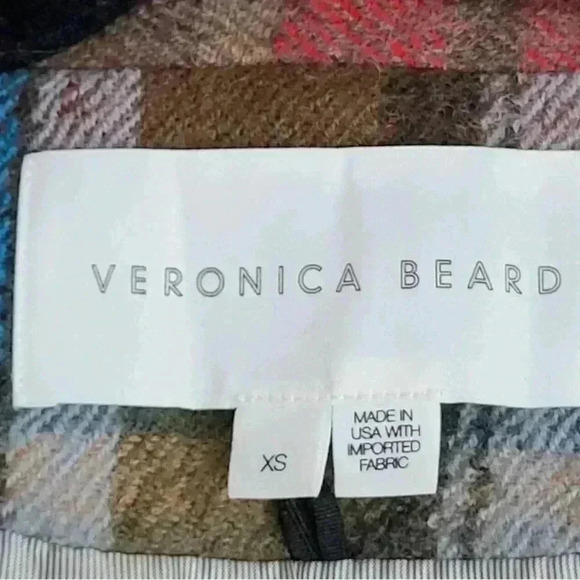 VERONICA BEARD
XS
MADE IN
USA WITH
IMPORTED
FABRIC